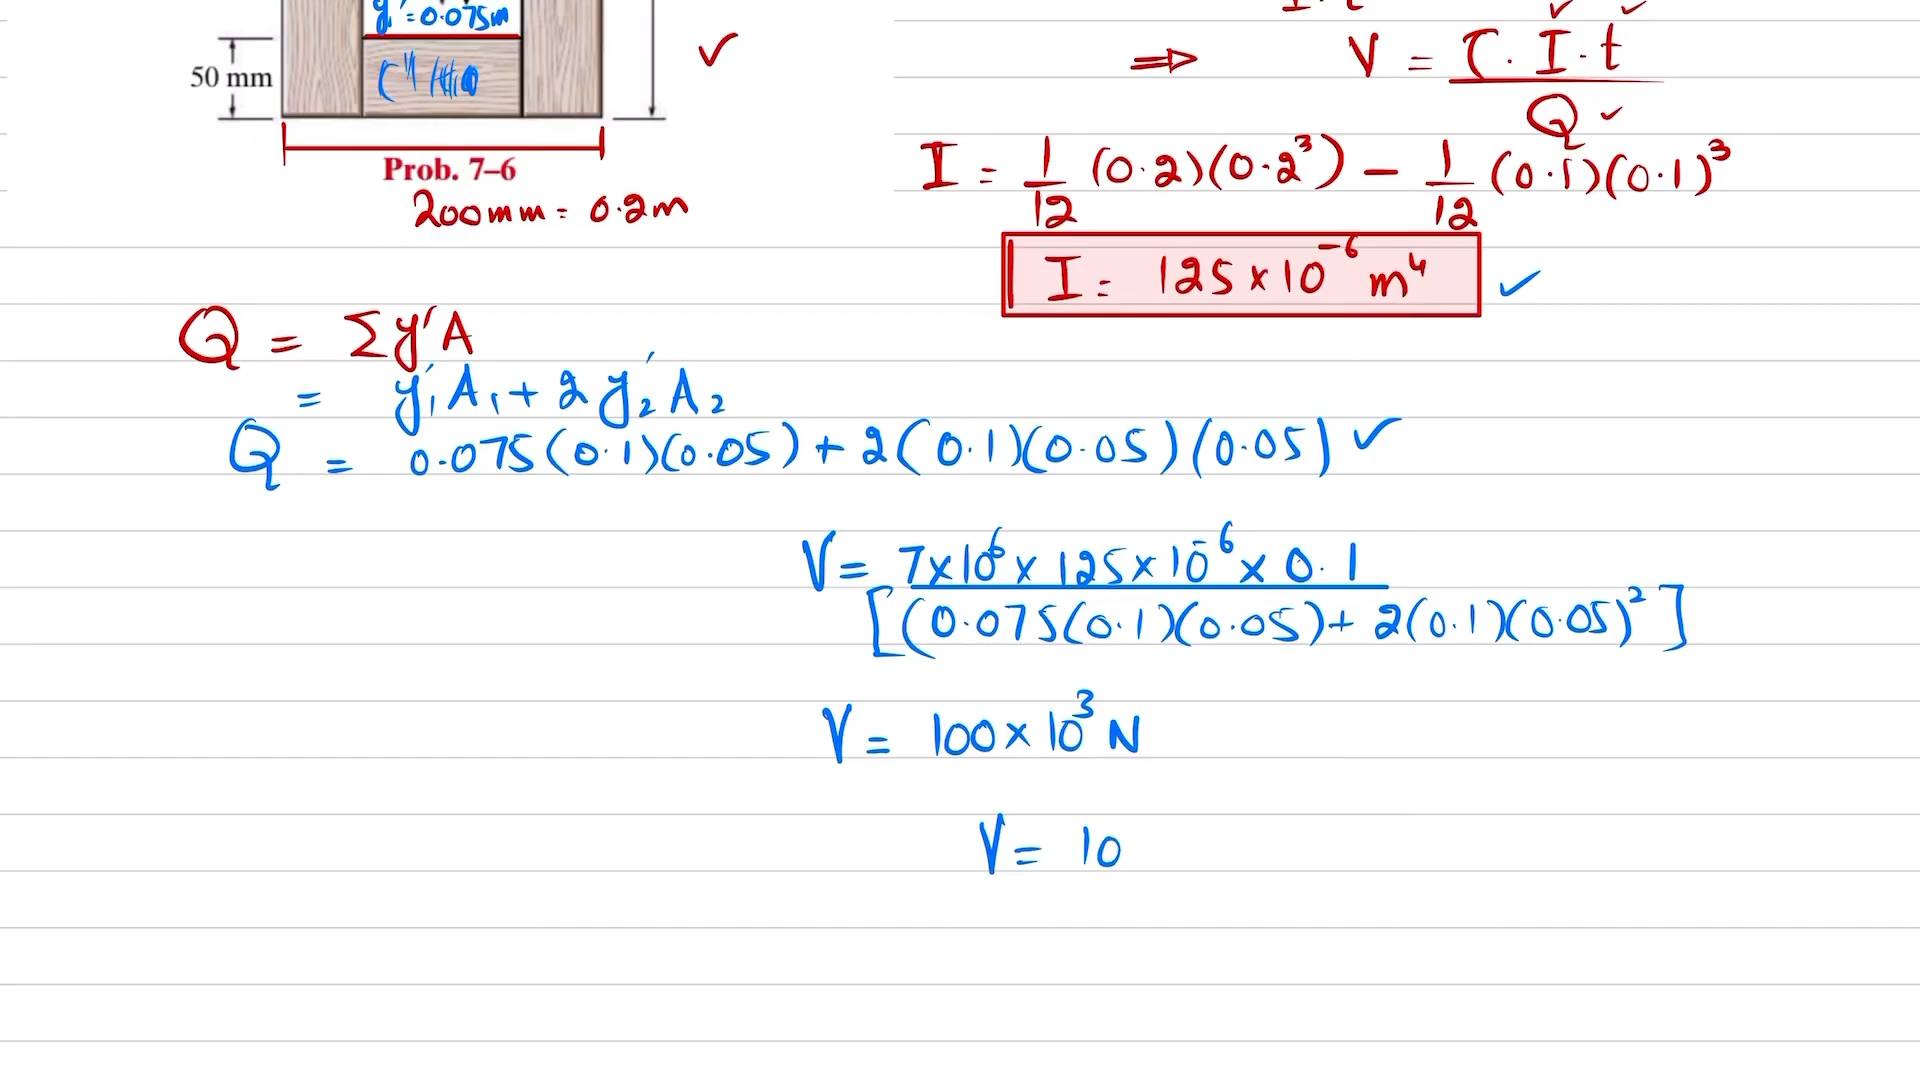 y' = 0.075m
50 mm
Prob. 7–6
200mm = 0.2m
⇒ V = τ · I · t / Q
I = 1/12 (0.2)(0.2³) − 1/12 (0.1)(0.1)³
I = 125 × 10⁻⁶ m⁴
Q = Σy'A
= y₁'A₁ + 2 y₂'A₂
Q = 0.075(0.1)(0.05) + 2(0.1)(0.05)(0.05)
V = 7×10⁶ × 125×10⁻⁶ × 0.1
[(0.075(0.1)(0.05) + 2(0.1)(0.05)²]
V = 100 × 10³ N
V = 10